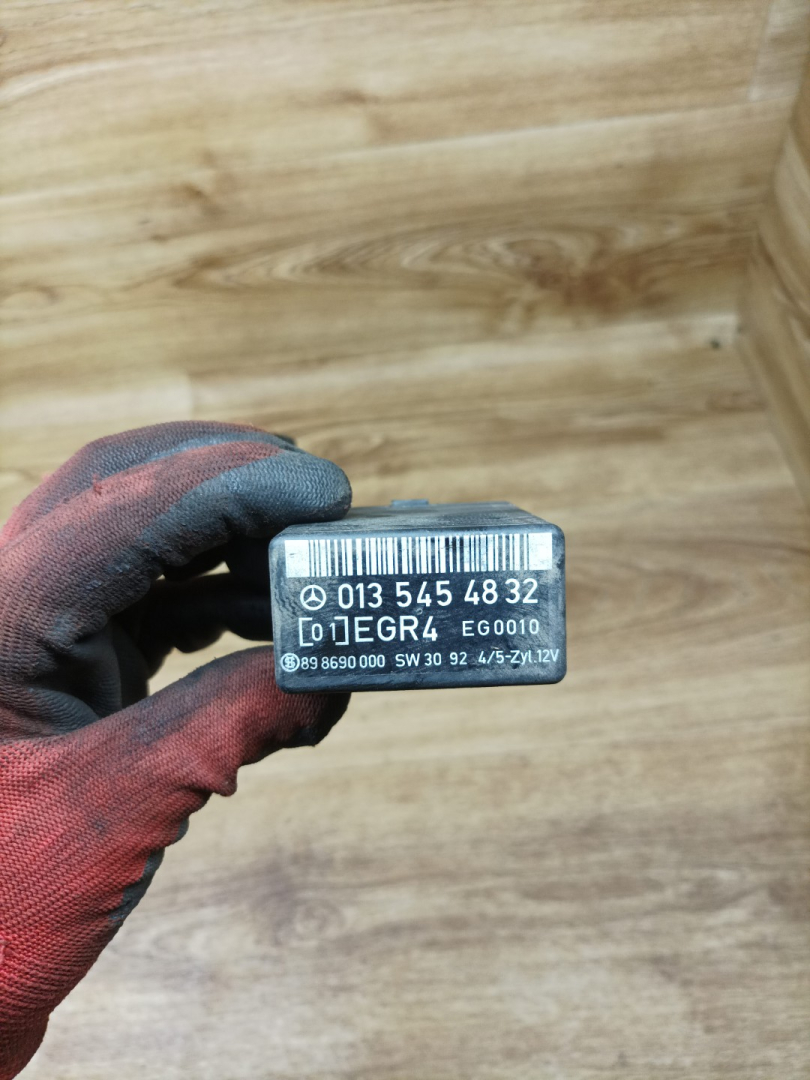 013 545 48 32
[01]EGR4 EG0010
89 8690 000 SW 30 92 4/5-Zyl.12V